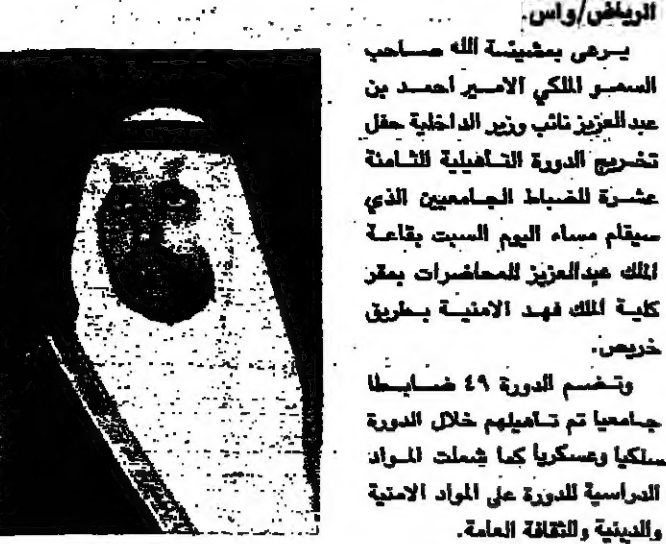 الرياض/واس.
يرعى بمشيئة الله صاحب
السمو الملكي الامير احمد بن
عبدالعزيز نائب وزير الداخلية حفل
تخريج الدورة التأهيلية الثامنة
عشرة للضباط الجامعيين الذي
سيقام مساء اليوم السبت بقاعة
الملك عبدالعزيز للمحاضرات بمقر
كلية الملك فهد الامنية بطريق
خريص.
وتضم الدورة ٤٩ ضابطا
جامعيا تم تأهيلهم خلال الدورة
سلكيا وعسكريا كما شملت المواد
الدراسية للدورة على المواد الامنية
والدينية والثقافة العامة.